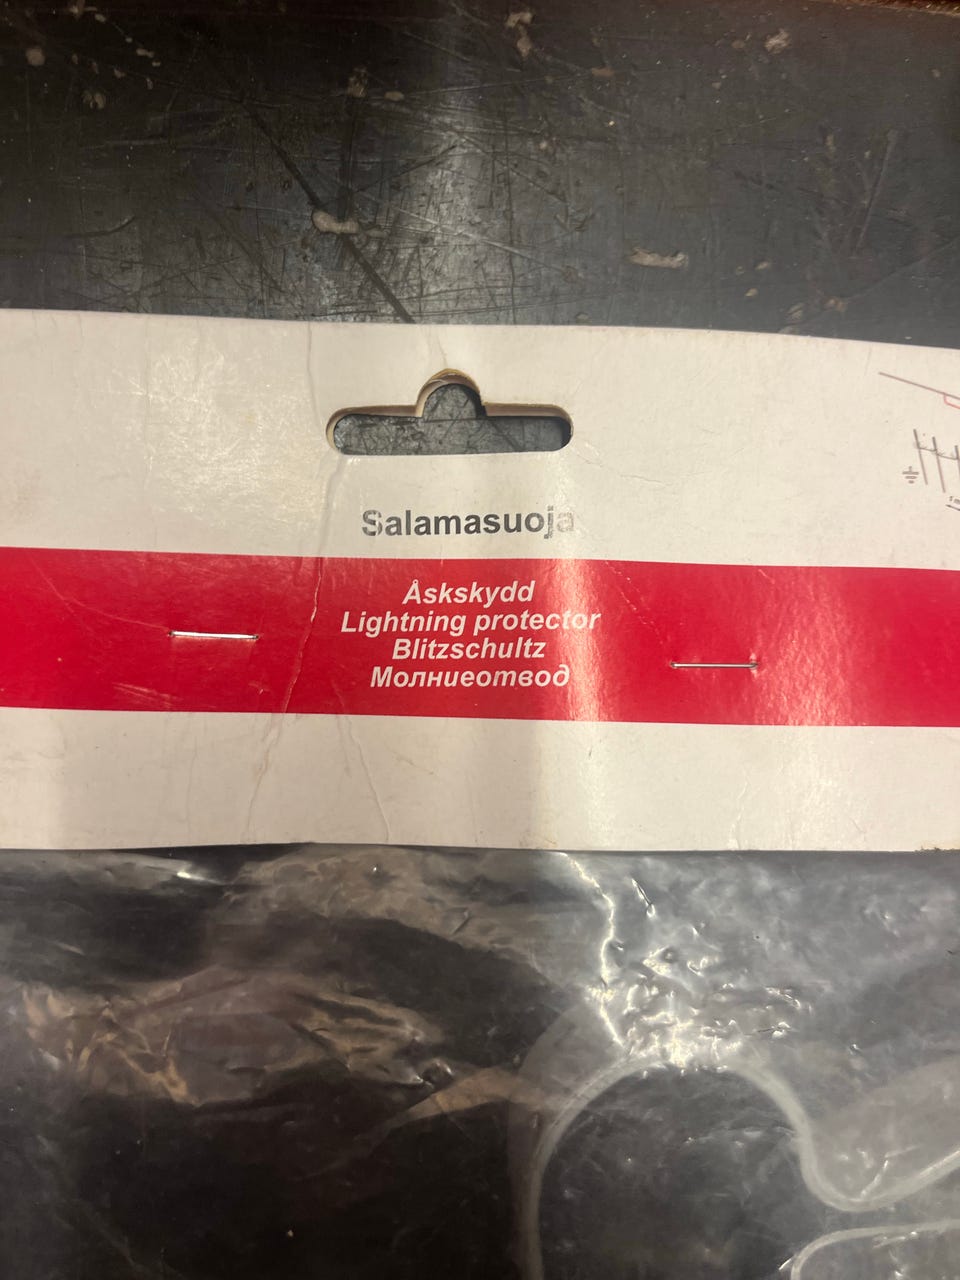 Salamasuoja
Åskskydd
Lightning protector
Blitzschultz
Молниеотвод